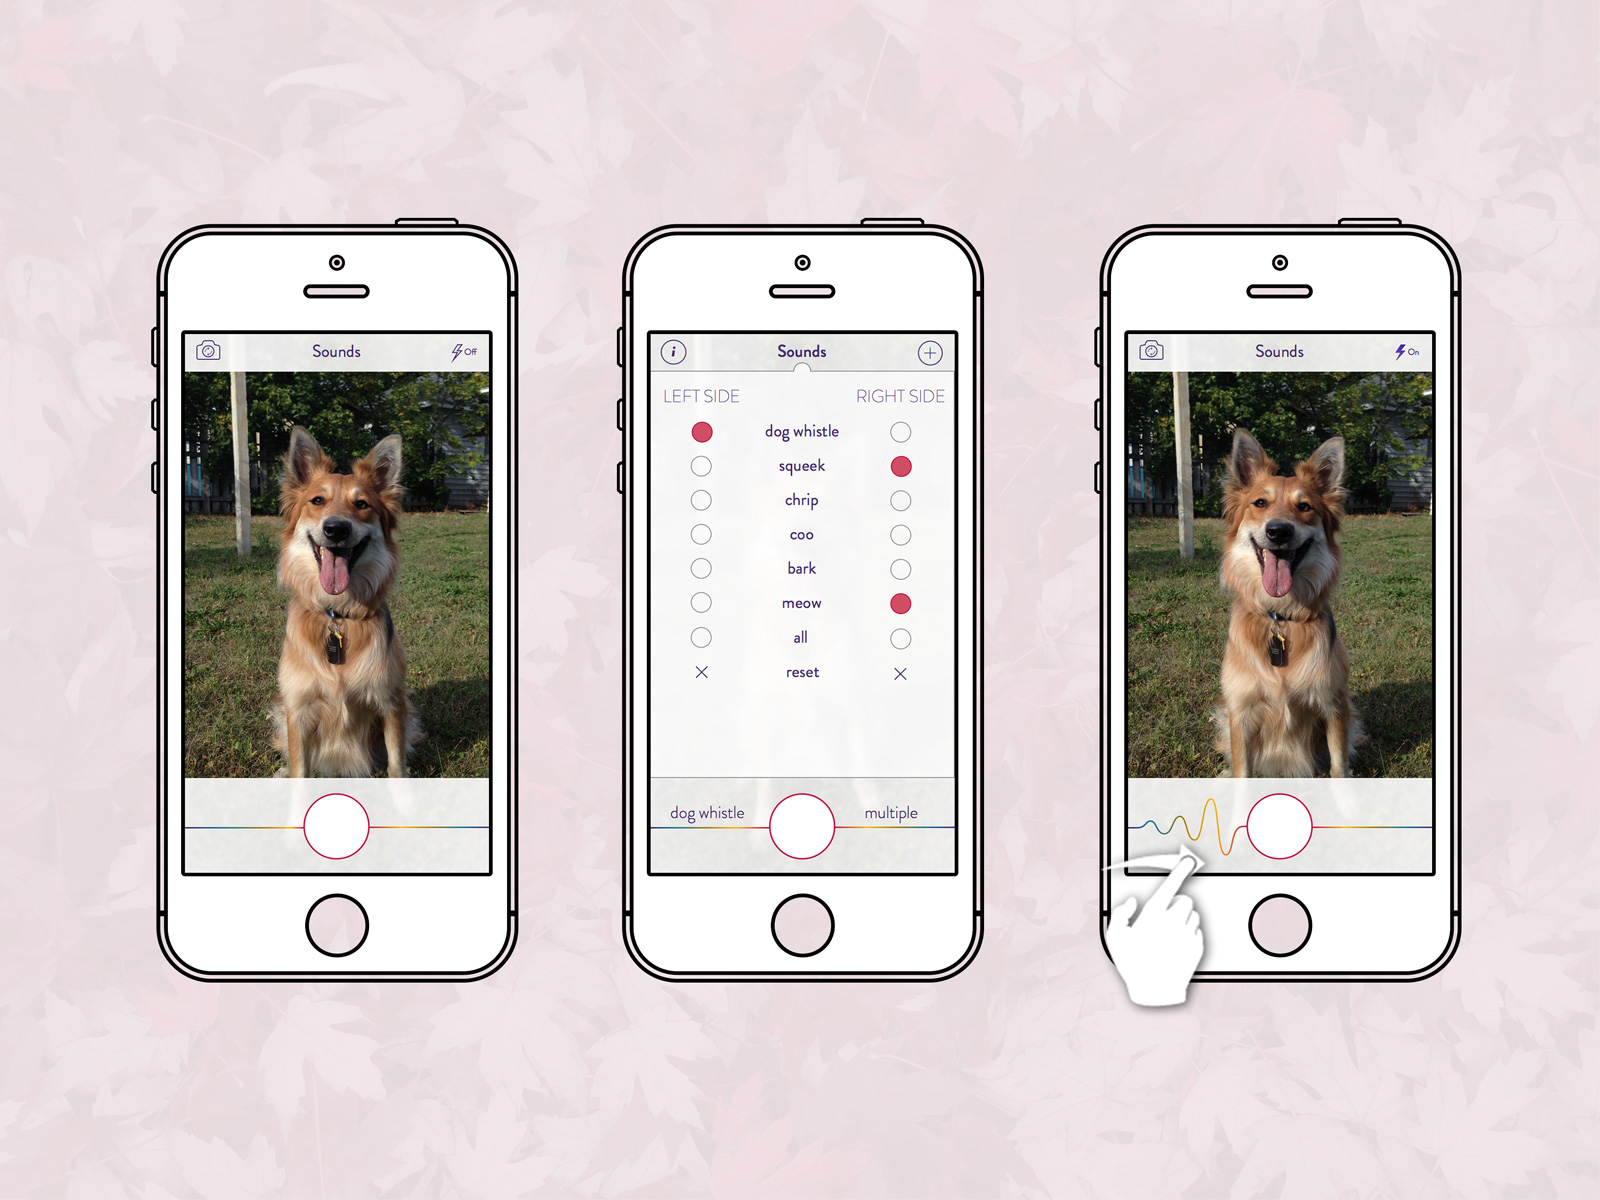 Sounds
Off
i
Sounds
LEFT SIDE
RIGHT SIDE
dog whistle
squeek
chrip
coo
bark
meow
all
reset
dog whistle
multiple
Sounds
On